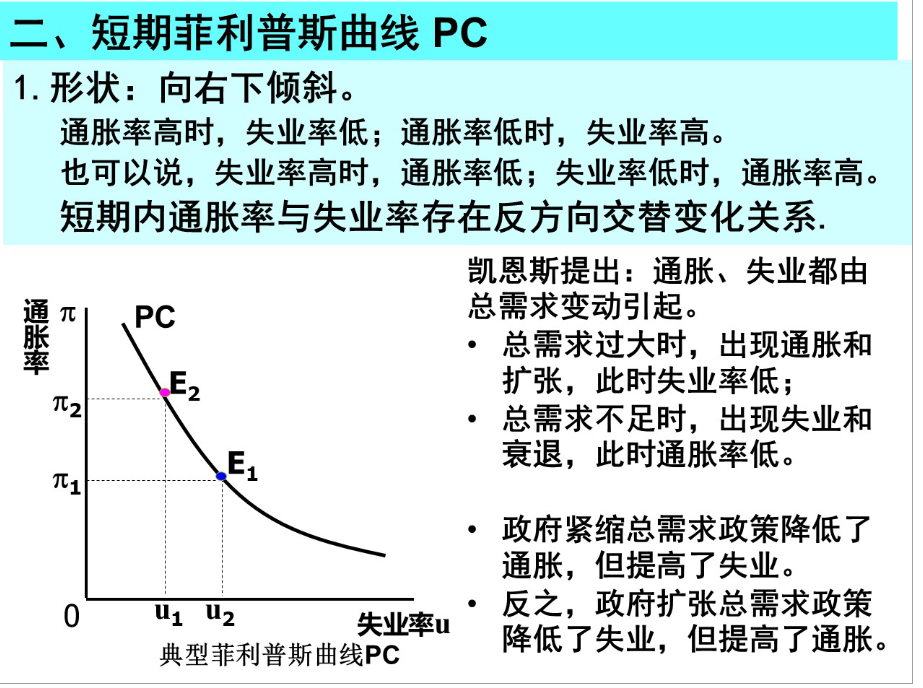 二、短期菲利普斯曲线 PC
1. 形状：向右下倾斜。
通胀率高时，失业率低；通胀率低时，失业率高。
也可以说，失业率高时，通胀率低；失业率低时，通胀率高。
短期内通胀率与失业率存在反方向交替变化关系.
凯恩斯提出：通胀、失业都由
总需求变动引起。
• 总需求过大时，出现通胀和
扩张，此时失业率低；
• 总需求不足时，出现失业和
衰退，此时通胀率低。
• 政府紧缩总需求政策降低了
通胀，但提高了失业。
• 反之，政府扩张总需求政策
降低了失业，但提高了通胀。
通胀率
π
PC
E2
π2
E1
π1
0
u1 u2
失业率u
典型菲利普斯曲线PC